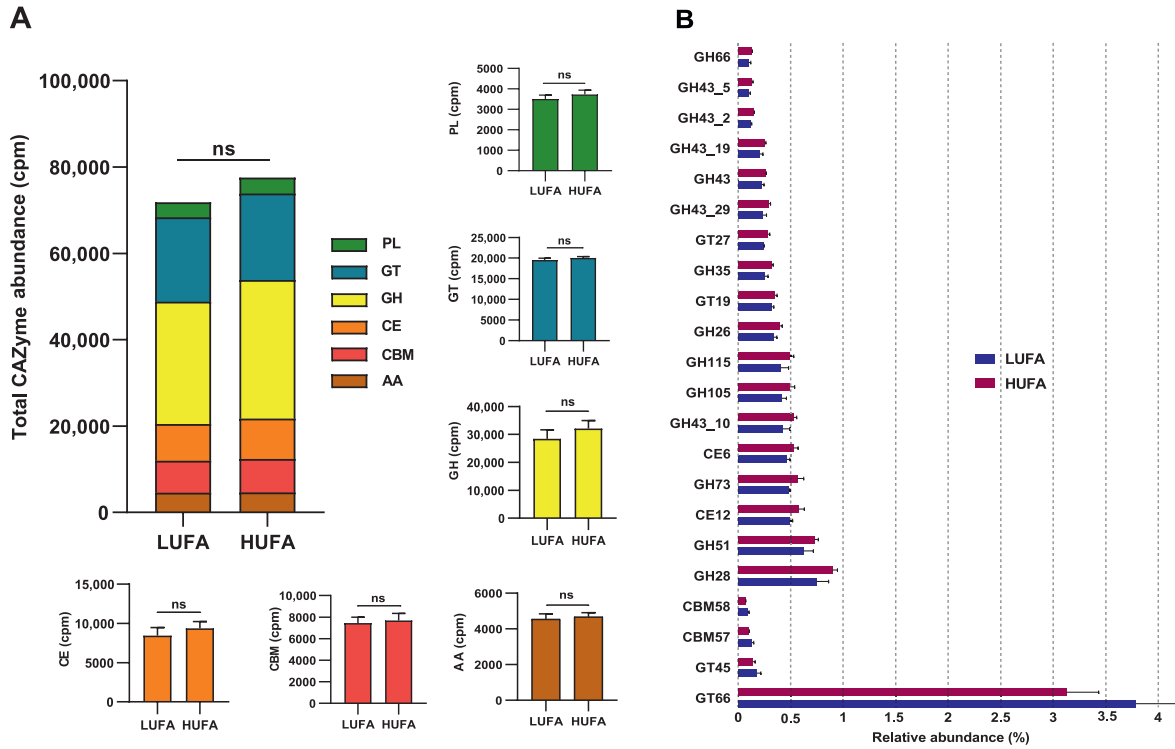 A
Total CAZyme abundance (cpm)
100,000
80,000
60,000
40,000
20,000
0
ns
LUFA HUFA
PL
GT
GH
CE
CBM
AA
PL (cpm)
5000
4000
3000
2000
1000
0
ns
LUFA HUFA
GT (cpm)
25,000
20,000
15,000
10,000
5000
0
ns
LUFA HUFA
GH (cpm)
40,000
30,000
20,000
10,000
0
ns
LUFA HUFA
CE (cpm)
15,000
10,000
5000
0
ns
LUFA HUFA
CBM (cpm)
10,000
8000
6000
4000
2000
0
ns
LUFA HUFA
AA (cpm)
6000
4000
2000
0
ns
LUFA HUFA
B
GH66
GH43_5
GH43_2
GH43_19
GH43
GH43_29
GT27
GH35
GT19
GH26
GH115
GH105
GH43_10
CE6
GH73
CE12
GH51
GH28
CBM58
CBM57
GT45
GT66
LUFA
HUFA
0 0.5 1 1.5 2 2.5 3 3.5 4
Relative abundance (%)